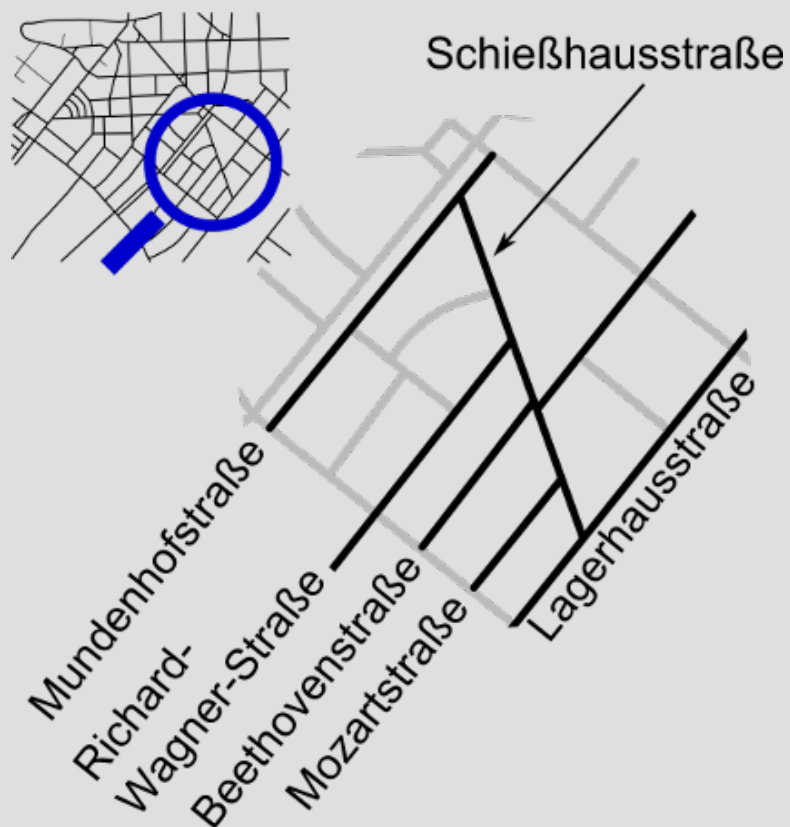 Schießhausstraße
Mundenhofstraße
Richard-
Wagner-Straße
Beethovenstraße
Mozartstraße
Lagerhausstraße